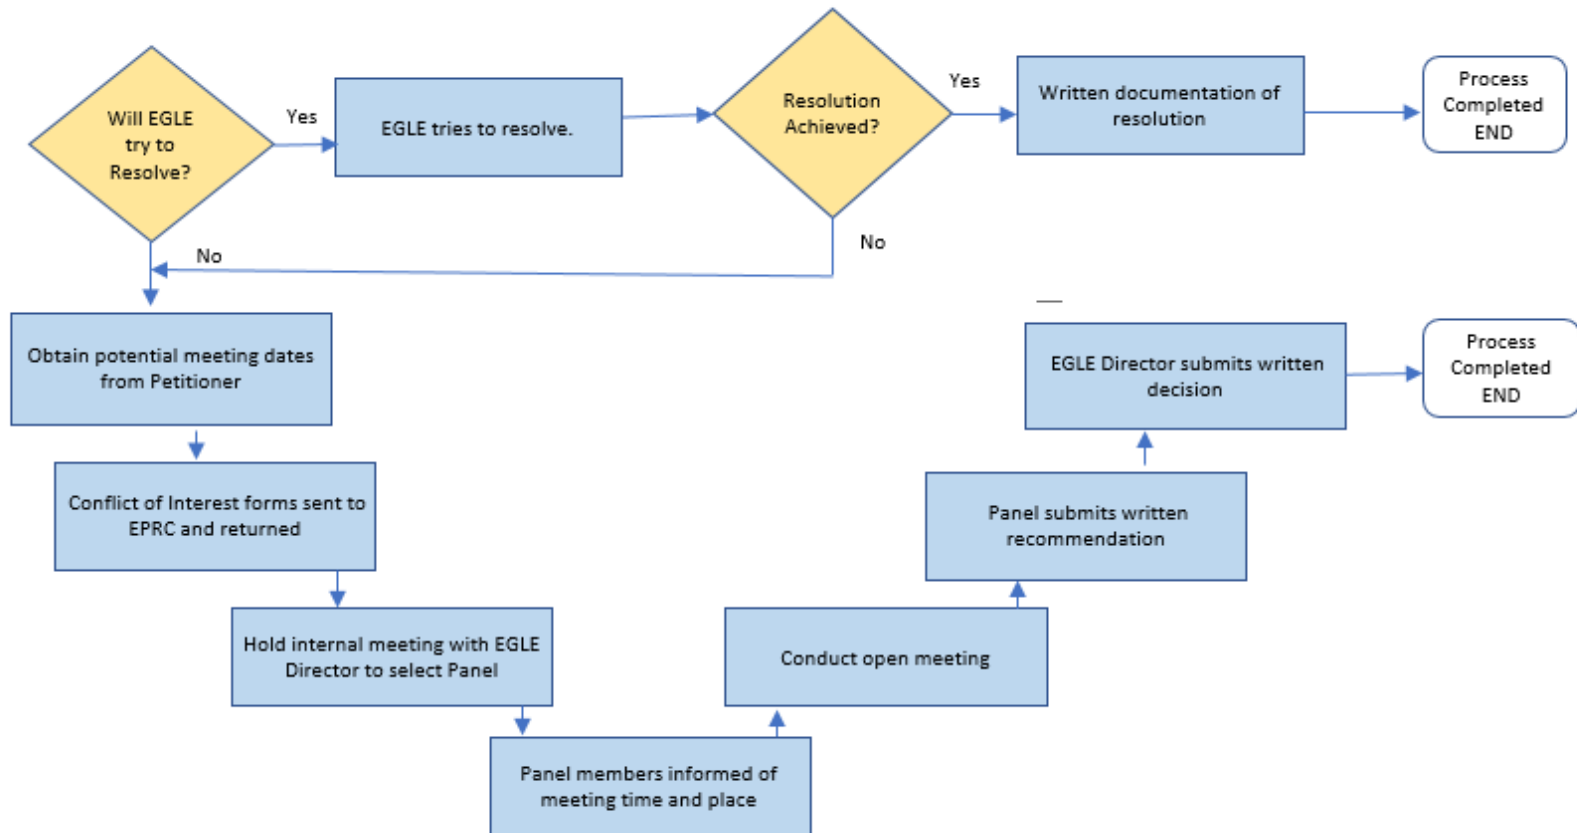 Will EGLE
try to
Resolve?
Yes
EGLE tries to resolve.
Resolution
Achieved?
Yes
Written documentation of
resolution
Process
Completed
END
No
No
Obtain potential meeting dates
from Petitioner
Conflict of Interest forms sent to
EPRC and returned
Hold internal meeting with EGLE
Director to select Panel
Panel members informed of
meeting time and place
Conduct open meeting
Panel submits written
recommendation
EGLE Director submits written
decision
Process
Completed
END